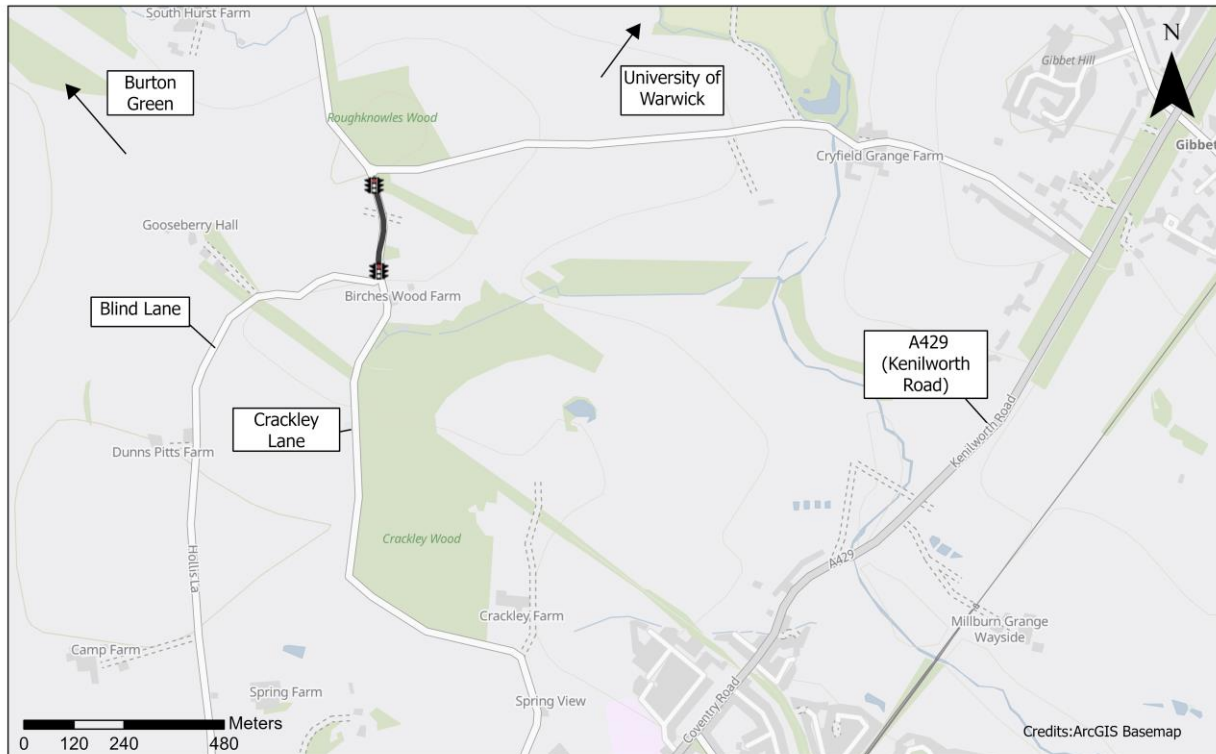 South Hurst Farm
Burton
Green
University of
Warwick
N
Gibbet Hill
Roughknowles Wood
Cryfield Grange Farm
Gibbet
Gooseberry Hall
Birches Wood Farm
Blind Lane
A429
(Kenilworth
Road)
Crackley
Lane
Kenilworth Road
Dunns Pitts Farm
Crackley Wood
Hollis La
A429
Crackley Farm
Millburn Grange
Wayside
Camp Farm
Spring Farm
Spring View
Coventry Road
Meters
0 120 240 480
Credits:ArcGIS Basemap